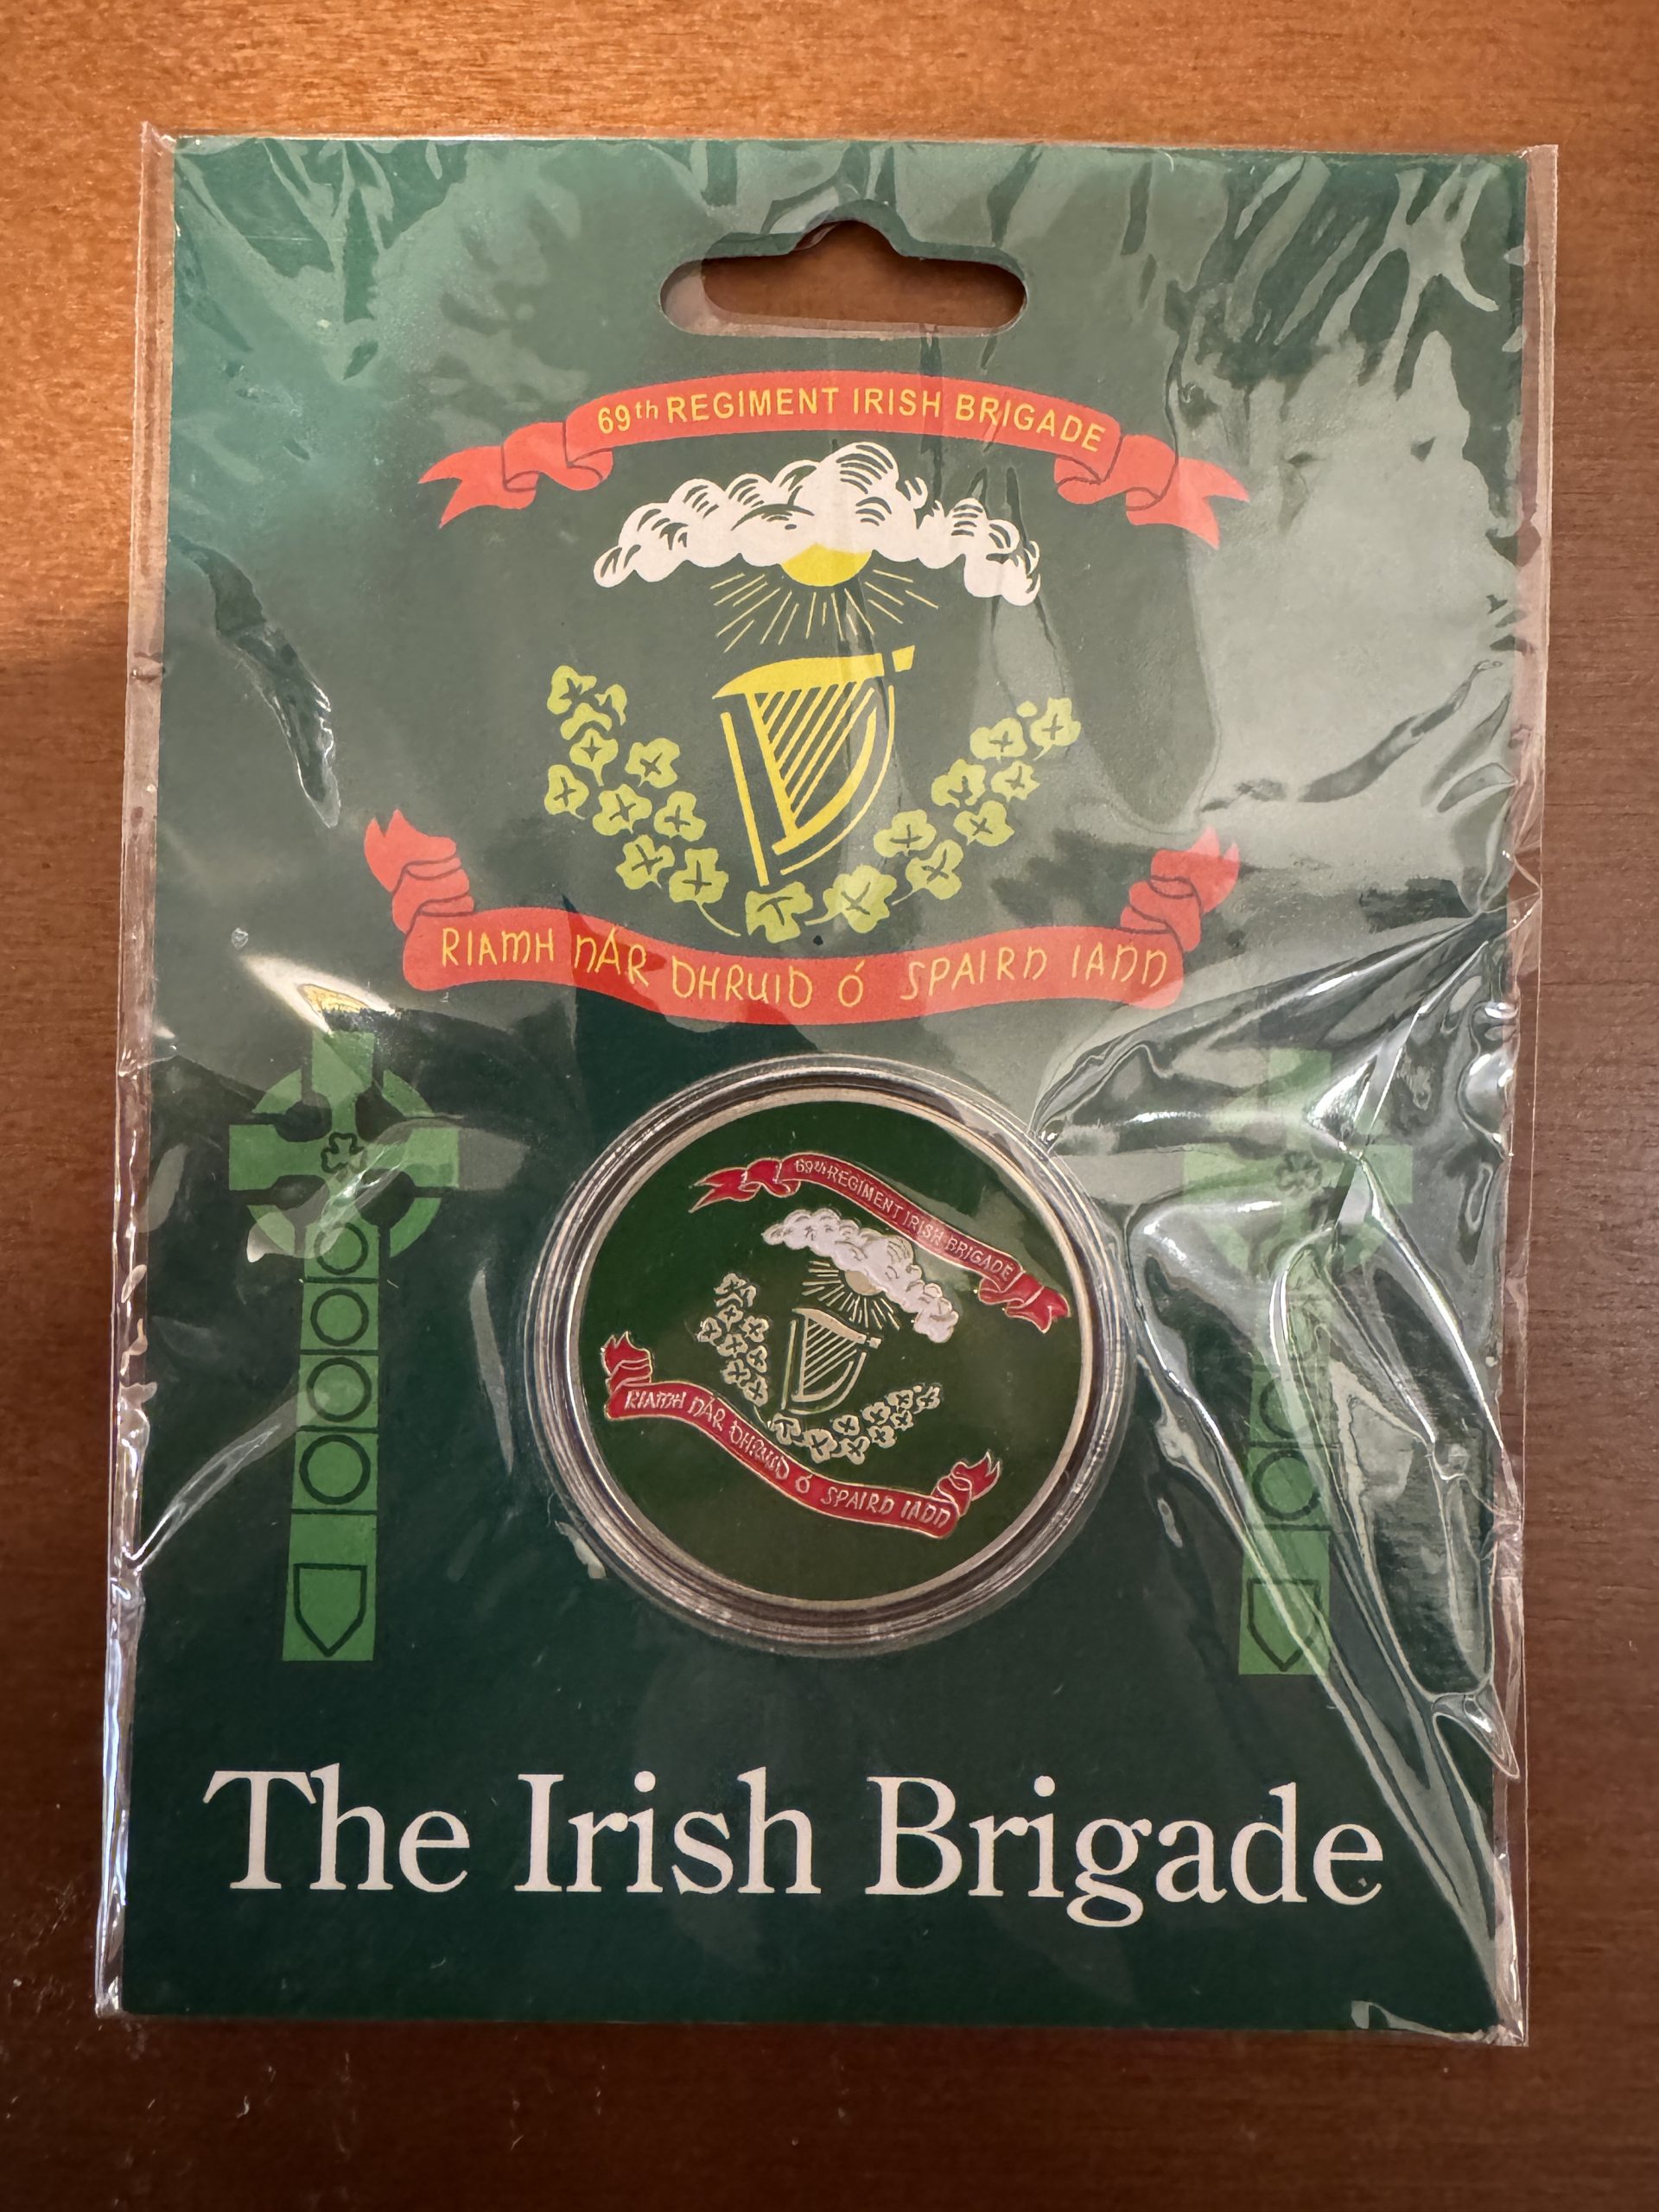 69th REGIMENT IRISH BRIGADE
RIAMH NÁR DHRUID Ó SPAIRN IANN
69th REGIMENT IRISH BRIGADE
RIAMH NÁR DHRUID Ó SPAIRN IANN
The Irish Brigade